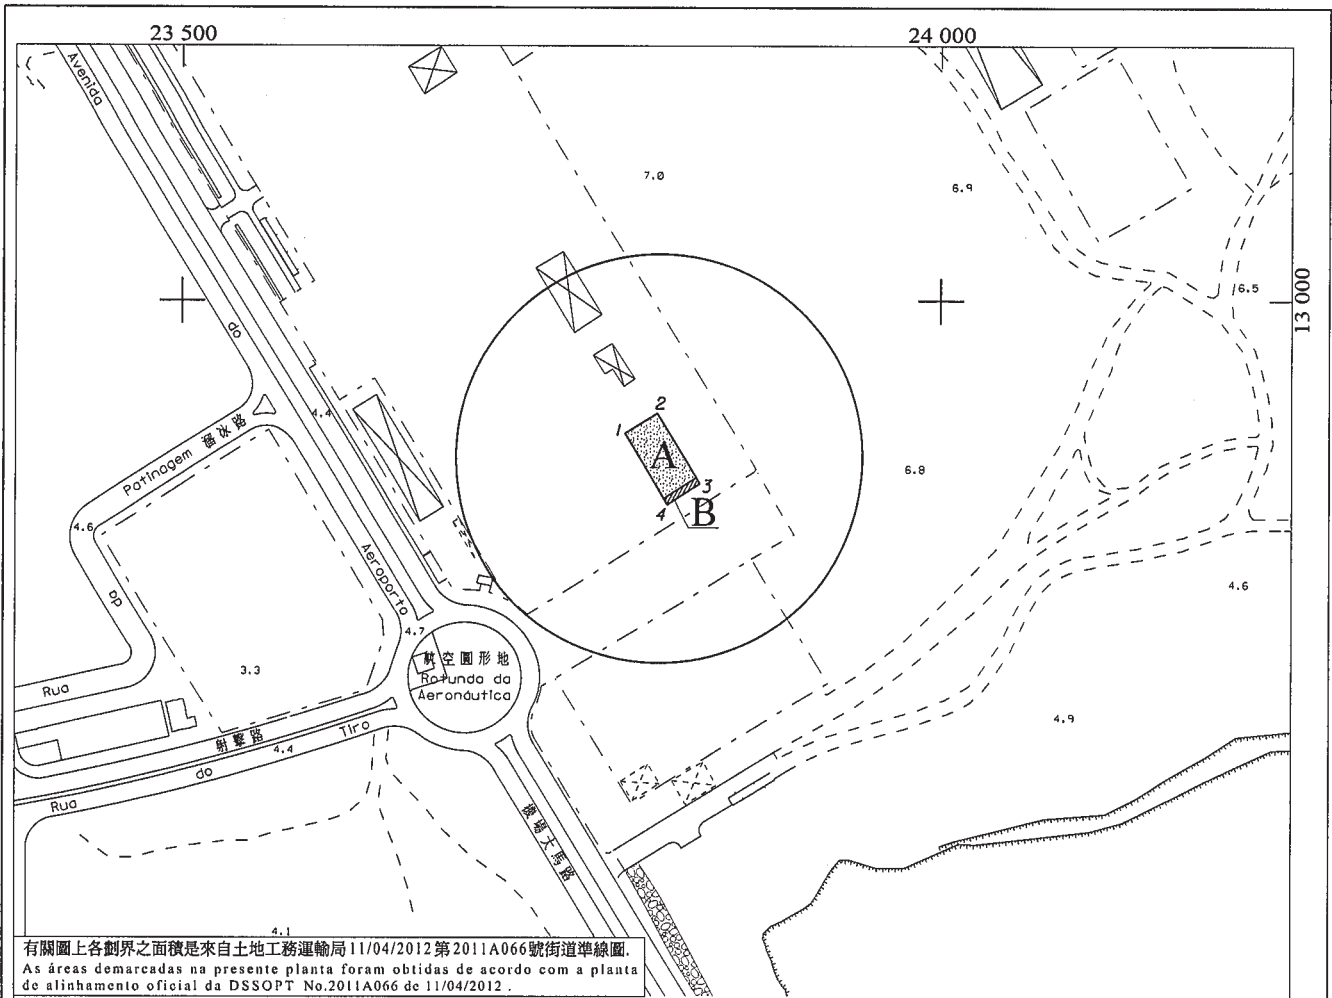 23 500
24 000
Avenida
7.0
6.9
6.5
13 000
do
4.4
溜冰路
Patinagem
1
2
A
3
4
B
6.8
4.6
Aeroporto
da
4.6
4.7
航空圓形地
Rotunda da
Aeronáutica
3.3
Rua
射擊路
Tiro
4.4
do
Rua
4.9
機場大馬路
4.1
有關圖上各劃界之面積是來自土地工務運輸局11/04/2012第2011A066號街道準線圖.
As áreas demarcadas na presente planta foram obtidas de acordo com a planta
de alinhamento oficial da DSSOPT No.2011A066 de 11/04/2012 .